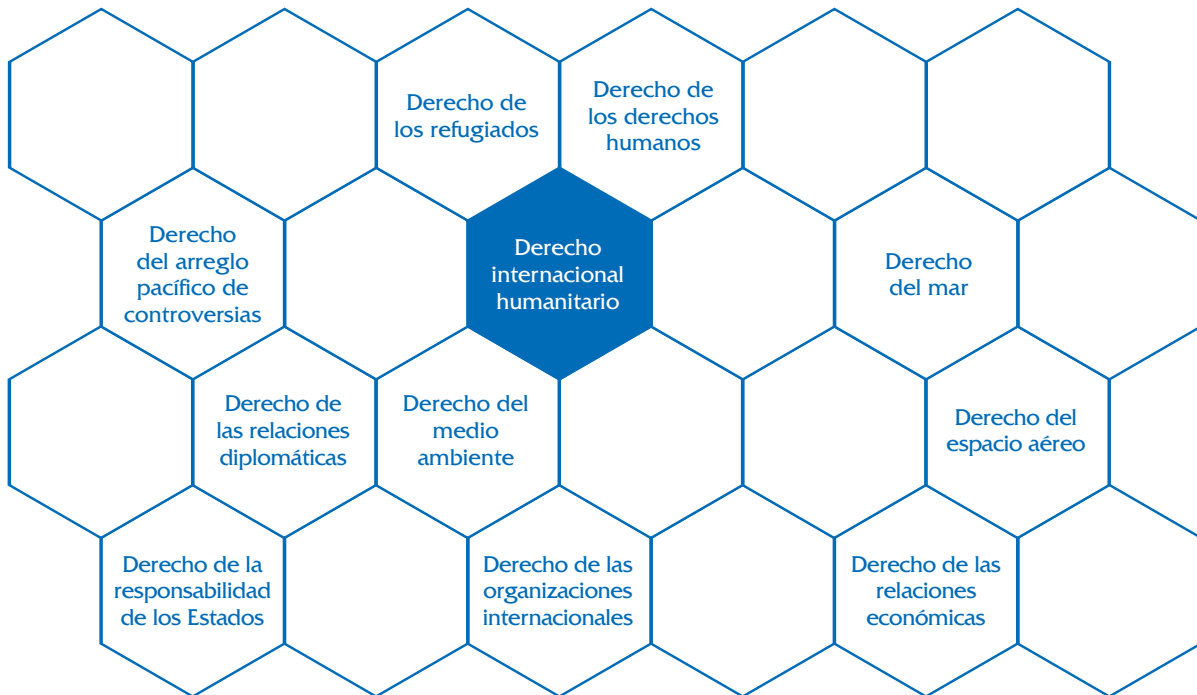 Derecho de
los refugiados
Derecho de
los derechos
humanos
Derecho
del arreglo
pacífico de
controversias
Derecho
internacional
humanitario
Derecho
del mar
Derecho de
las relaciones
diplomáticas
Derecho del
medio
ambiente
Derecho del
espacio aéreo
Derecho de la
responsabilidad
de los Estados
Derecho de las
organizaciones
internacionales
Derecho de las
relaciones
económicas